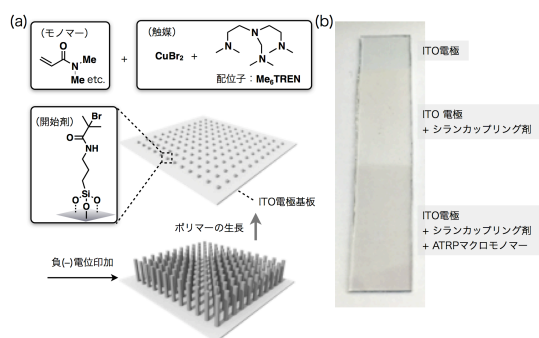 (a)
(モノマー)
O
N
Me
Me etc.
+
(触媒)
CuBr2 +
N
N
N
N
配位子：Me6TREN
(開始剤)
Br
O
NH
Si
O
O
O
ITO電極基板
ポリマーの生長
負(–)電位印加
(b)
ITO電極
ITO 電極
+ シランカップリング剤
ITO電極
+ シランカップリング剤
+ ATRPマクロモノマー